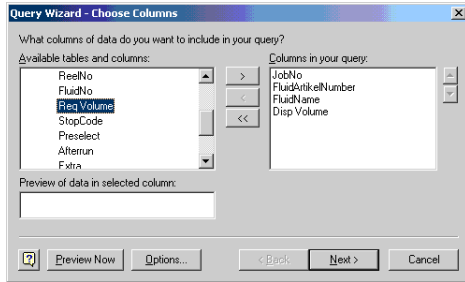 Query Wizard - Choose Columns
What columns of data do you want to include in your query?
Available tables and columns:
Columns in your query:
ReelNo
FluidNo
Req Volume
StopCode
Preselect
Afterrun
Extra
>
<
<<
JobNo
FluidArtikelNumber
FluidName
Disp Volume
Preview of data in selected column:
Preview Now
Options...
< Back
Next >
Cancel